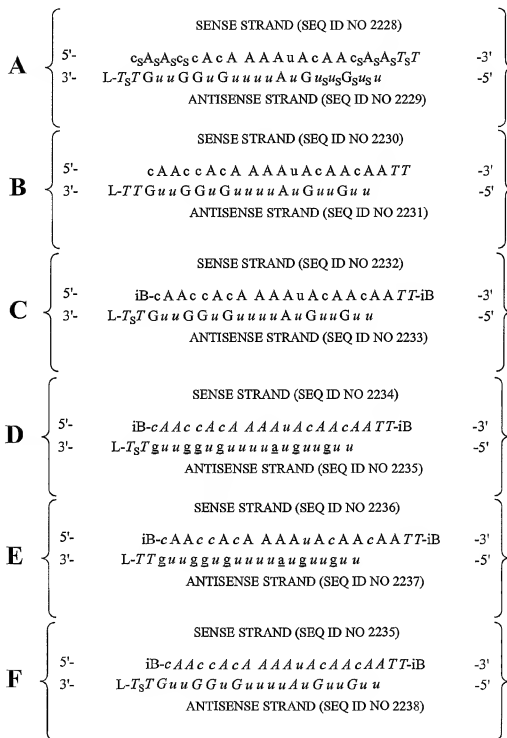 SENSE STRAND (SEQ ID NO 2228)
A 5'- cSASAScScAcA AAAuAcAAcSASASTST -3'
3'- L-TSTGuuGGuGuuuuAuGuSuSGSuSu -5'
ANTISENSE STRAND (SEQ ID NO 2229)
SENSE STRAND (SEQ ID NO 2230)
B 5'- cAAccAcA AAAuAcAAcAATT -3'
3'- L-TTGuuGGuGuuuuAuGuuGuu -5'
ANTISENSE STRAND (SEQ ID NO 2231)
SENSE STRAND (SEQ ID NO 2232)
C 5'- iB-cAAccAcA AAAuAcAAcAATT-iB -3'
3'- L-TSTGuuGGuGuuuuAuGuuGuu -5'
ANTISENSE STRAND (SEQ ID NO 2233)
SENSE STRAND (SEQ ID NO 2234)
D 5'- iB-cAAccAcA AAAuAcAAcAATT-iB -3'
3'- L-TSTguugguguuuuauguuguu -5'
ANTISENSE STRAND (SEQ ID NO 2235)
SENSE STRAND (SEQ ID NO 2236)
E 5'- iB-cAAccAcA AAAuAcAAcAATT-iB -3'
3'- L-TTguugguguuuuauguuguu -5'
ANTISENSE STRAND (SEQ ID NO 2237)
SENSE STRAND (SEQ ID NO 2235)
F 5'- iB-cAAccAcA AAAuAcAAcAATT-iB -3'
3'- L-TSTGuuGGuGuuuuAuGuuGuu -5'
ANTISENSE STRAND (SEQ ID NO 2238)